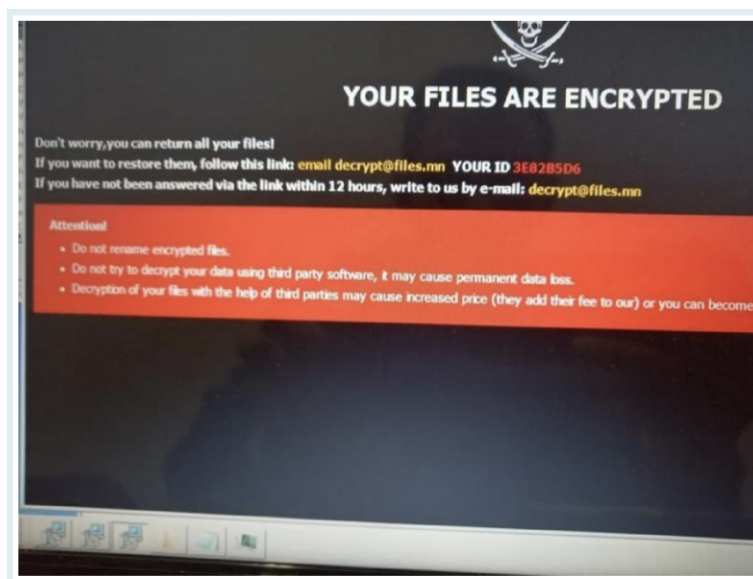 YOUR FILES ARE ENCRYPTED
Don't worry,you can return all your files!
If you want to restore them, follow this link: email decrypt@files.mn YOUR ID 3E82B5D6
If you have not been answered via the link within 12 hours, write to us by e-mail: decrypt@files.mn
Attention!
• Do not rename encrypted files.
• Do not try to decrypt your data using third party software, it may cause permanent data loss.
• Decryption of your files with the help of third parties may cause increased price (they add their fee to our) or you can become